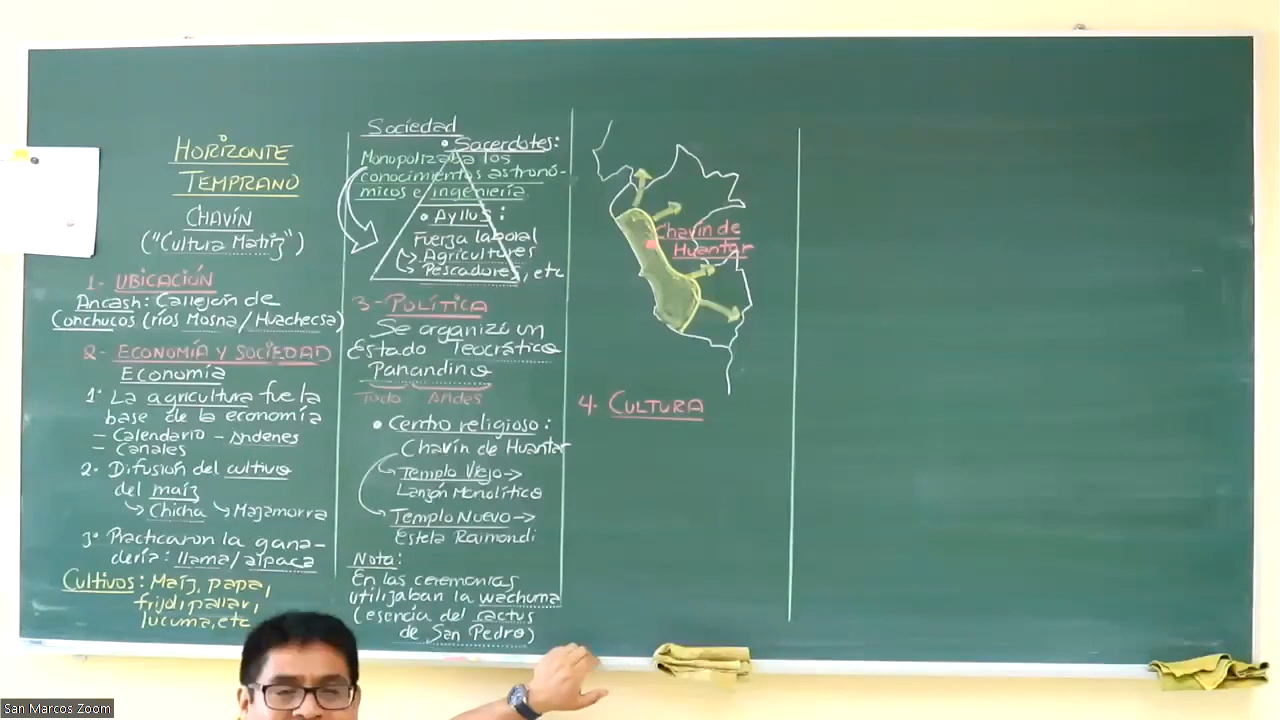 HORIZONTE
TEMPRANO
CHAVÍN
("Cultura Matriz")
1- UBICACIÓN
Ancash: Callejón de
Conchucos (ríos Mosna/Huachecsa)
2- ECONOMÍA Y SOCIEDAD
Economía
1° La agricultura fue la
base de la economía
- Calendario - Andenes
- Canales
2- Difusión del cultivo
del maíz
Chicha Mazamorra
3° Practicaron la gana-
dería: llama/alpaca
Cultivos: Maíz, papa,
frijol, pallar,
lucuma, etc
Sociedad
• Sacerdotes:
Monopolizaba los
conocimientos astronó-
micos e ingeniería.
• Ayllus:
Fuerza laboral
Agricultores
Pescadores, etc
3- POLÍTICA
Se organizó un
Estado Teocrático
Panandino
Todo Andes
• Centro religioso:
Chavín de Huantar
Templo Viejo->
Lanzón Monolítico
Templo Nuevo->
Estela Raimondi
Nota:
En las ceremonias
utilizaban la wachuma
(esencia del cactus
de San Pedro)
Chavín de
Huantar
4- CULTURA
San Marcos Zoom